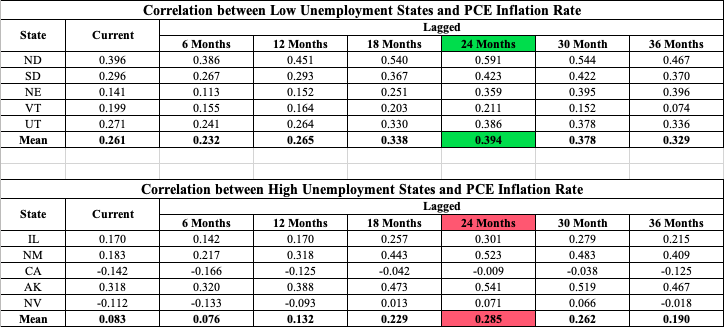 Correlation between Low Unemployment States and PCE Inflation Rate
State Current Lagged
6 Months 12 Months 18 Months 24 Months 30 Month 36 Months
ND 0.396 0.386 0.451 0.540 0.591 0.544 0.467
SD 0.296 0.267 0.293 0.367 0.423 0.422 0.370
NE 0.141 0.113 0.152 0.251 0.359 0.395 0.396
VT 0.199 0.155 0.164 0.203 0.211 0.152 0.074
UT 0.271 0.241 0.264 0.330 0.386 0.378 0.336
Mean 0.261 0.232 0.265 0.338 0.394 0.378 0.329
Correlation between High Unemployment States and PCE Inflation Rate
State Current Lagged
6 Months 12 Months 18 Months 24 Months 30 Month 36 Months
IL 0.170 0.142 0.170 0.257 0.301 0.279 0.215
NM 0.183 0.217 0.318 0.443 0.523 0.483 0.409
CA -0.142 -0.166 -0.125 -0.042 -0.009 -0.038 -0.125
AK 0.318 0.320 0.388 0.473 0.541 0.519 0.467
NV -0.112 -0.133 -0.093 0.013 0.071 0.066 -0.018
Mean 0.083 0.076 0.132 0.229 0.285 0.262 0.190